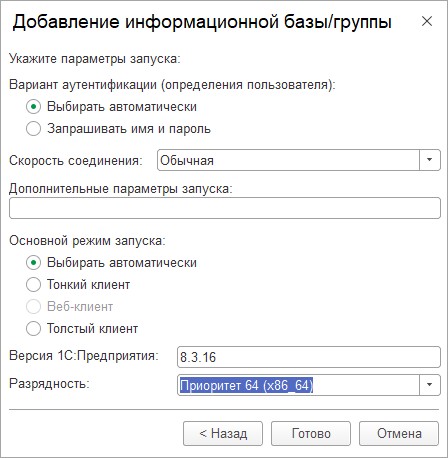 Добавление информационной базы/группы
Укажите параметры запуска:
Вариант аутентификации (определения пользователя):
Выбирать автоматически
Запрашивать имя и пароль
Скорость соединения: Обычная
Дополнительные параметры запуска:
Основной режим запуска:
Выбирать автоматически
Тонкий клиент
Веб-клиент
Толстый клиент
Версия 1С:Предприятия: 8.3.16
Разрядность: Приоритет 64 (x86_64)
< Назад Готово Отмена